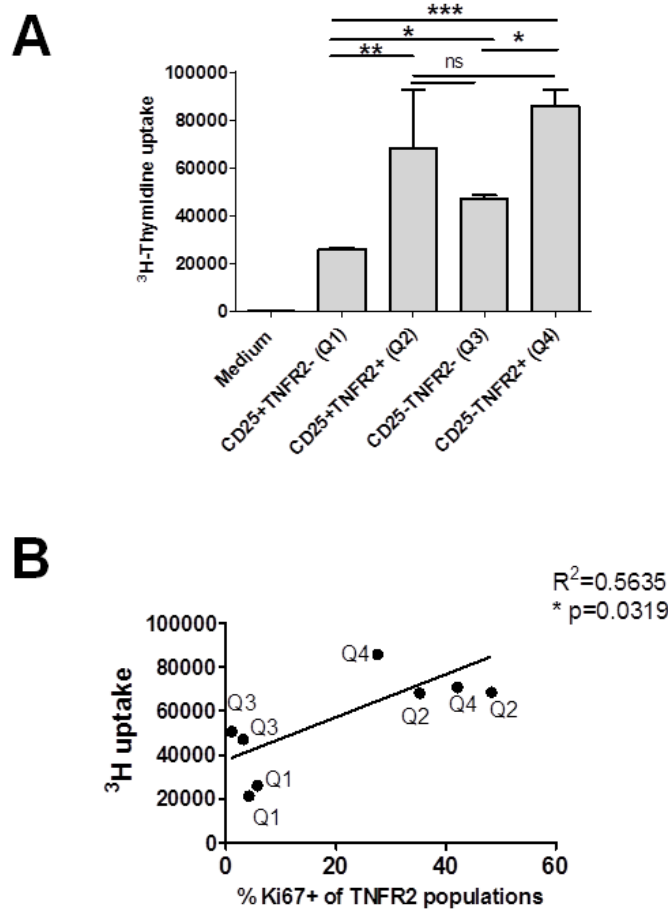 A
***
*
*
**
ns
³H-Thymidine uptake
100000
80000
60000
40000
20000
0
Medium
CD25+TNFR2- (Q1)
CD25+TNFR2+ (Q2)
CD25-TNFR2- (Q3)
CD25-TNFR2+ (Q4)
B
R²=0.5635
* p=0.0319
³H uptake
100000
80000
60000
40000
20000
0
Q4
Q3
Q3
Q2
Q4
Q2
Q1
Q1
0 20 40 60
% Ki67+ of TNFR2 populations